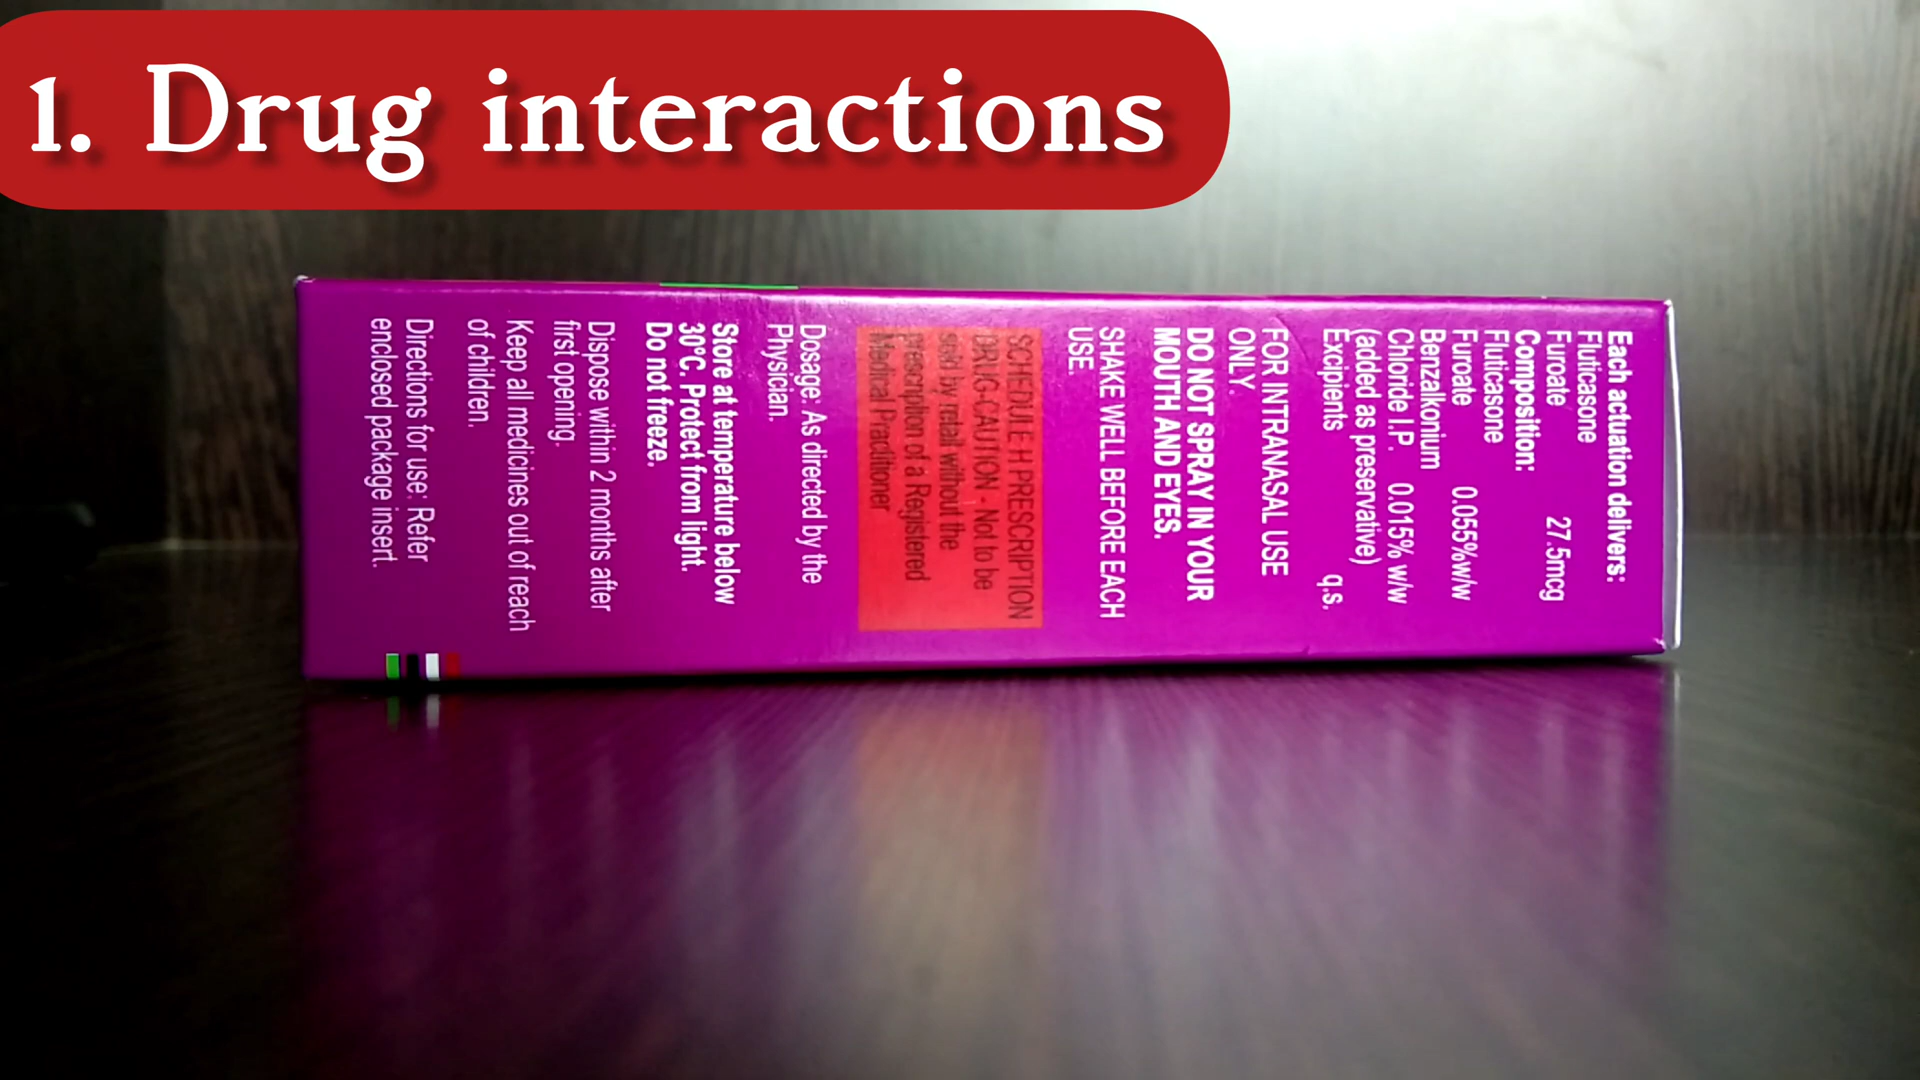 1. Drug interactions
Each actuation delivers:
Fluticasone
Furoate 27.5mcg
Composition:
Fluticasone
Furoate 0.055%w/w
Benzalkonium
Chloride I.P. 0.015% w/w
(added as preservative)
Excipients q.s.
FOR INTRANASAL USE
ONLY.
DO NOT SPRAY IN YOUR
MOUTH AND EYES.
SHAKE WELL BEFORE EACH
USE.
SCHEDULE H PRESCRIPTION
DRUG-CAUTION - Not to be
sold by retail without the
prescription of a Registered
Medical Practitioner
Dosage: As directed by the
Physician.
Store at temperature below
30°C. Protect from light.
Do not freeze.
Dispose within 2 months after
first opening.
Keep all medicines out of reach
of children.
Directions for use: Refer
enclosed package insert.